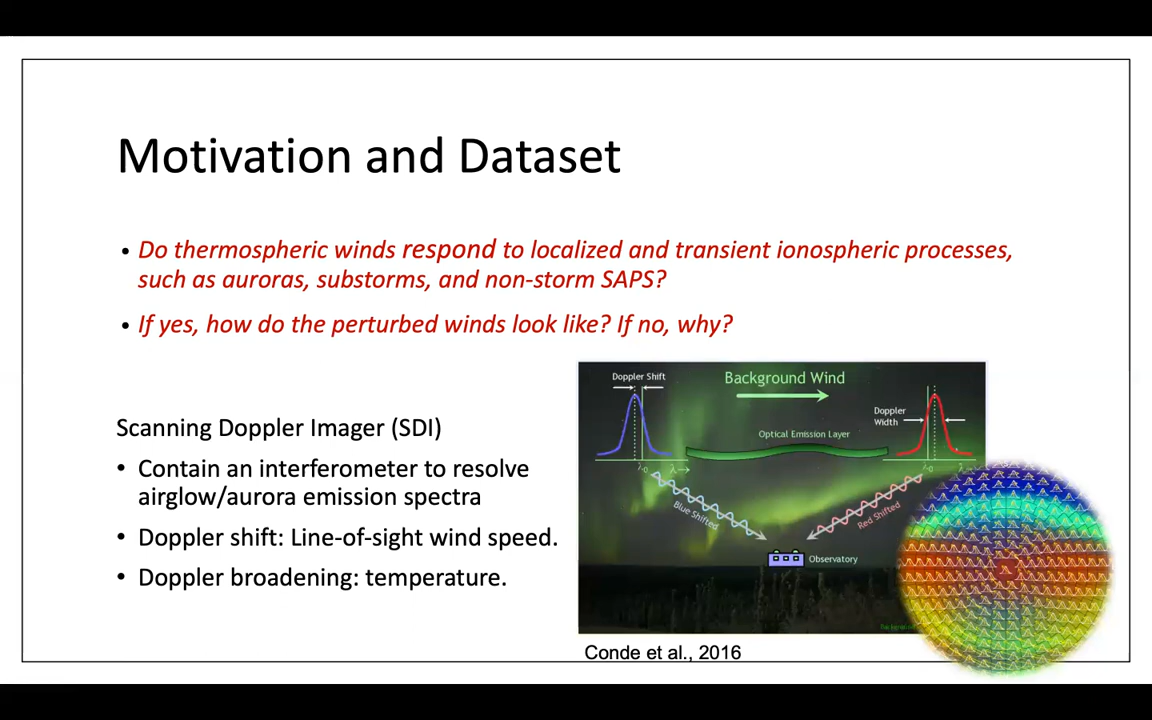 Motivation and Dataset
• Do thermospheric winds respond to localized and transient ionospheric processes,
such as auroras, substorms, and non-storm SAPS?
• If yes, how do the perturbed winds look like? If no, why?
Scanning Doppler Imager (SDI)
• Contain an interferometer to resolve
airglow/aurora emission spectra
• Doppler shift: Line-of-sight wind speed.
• Doppler broadening: temperature.
Doppler Shift
Background Wind
Doppler
Width
Optical Emission Layer
λ0 λ→
λ0
Blue Shifted
Red Shifted
Observatory
Conde et al., 2016